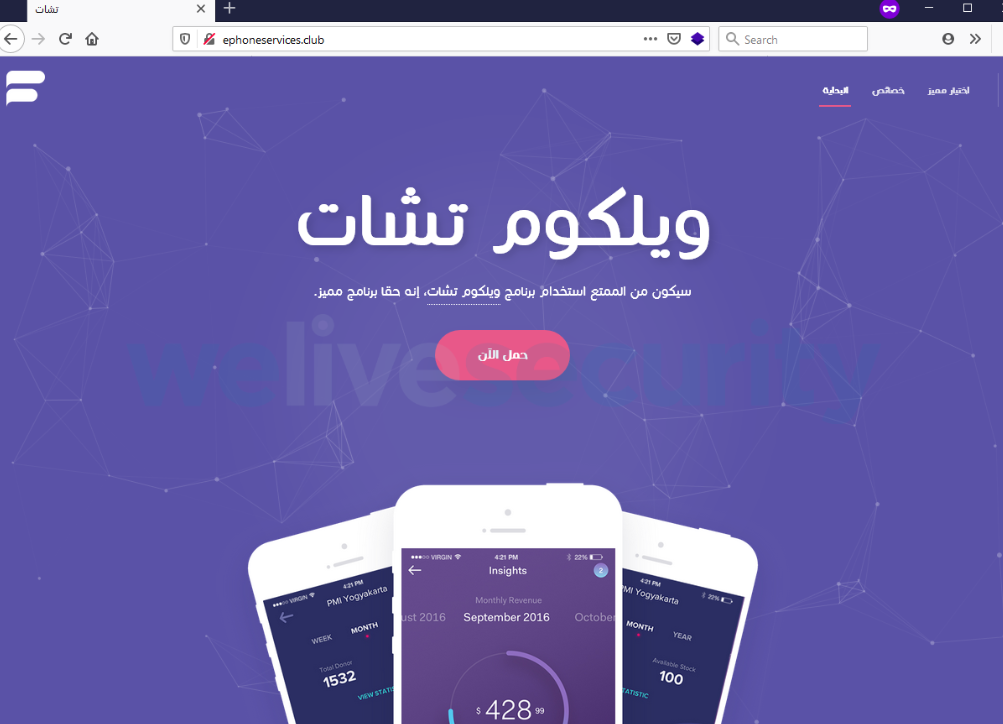 تشات
ephoneservices.club
Search
البداية
خصائص
اختيار مميز
ويلكوم تشات
سيكون من الممتع استخدام برنامج ويلكوم تشات، إنه حقا برنامج مميز.
حمل الآن
welivesecurity
VIRGIN 4:21 PM
PMI Yogyakarta
WEEK MONTH
Total Donor
1532
VIEW STATIS
VIRGIN 4:21 PM 22%
Insights
2
Monthly Revenue
ust 2016 September 2016 October
$ 428 99
4:21 PM 22%
PMI Yogyakarta
MONTH YEAR
Available Stock
100
STATISTIC